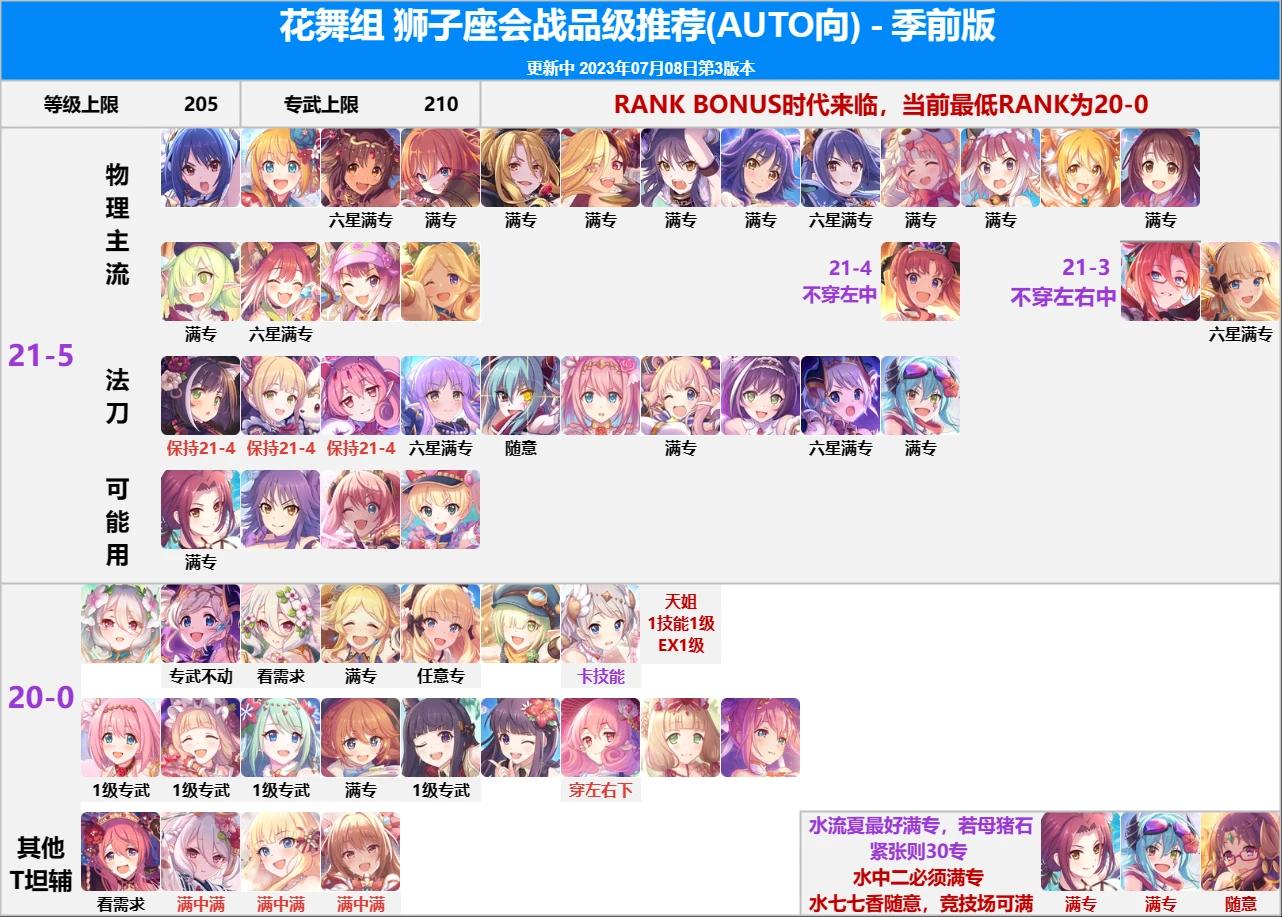 花舞组 狮子座会战品级推荐(AUTO向) - 季前版
更新中 2023年07月08日第3版本
等级上限 205 专武上限 210 RANK BONUS时代来临，当前最低RANK为20-0
21-5
物理主流
六星满专 满专 满专 满专 满专 满专 六星满专 满专 满专 满专
21-4
不穿左中
21-3
不穿左右中
满专 六星满专 六星满专
法刀
保持21-4 保持21-4 保持21-4 六星满专 随意 满专 六星满专 满专
可能用
满专
20-0
天姐
1技能1级
EX1级
专武不动 看需求 满专 任意专 卡技能
1级专武 1级专武 1级专武 满专 1级专武 穿左右下
其他
T坦辅
看需求 满中满 满中满 满中满
水流夏最好满专，若母猪石
紧张则30专
水中二必须满专
水七七香随意，竞技场可满
满专 满专 随意